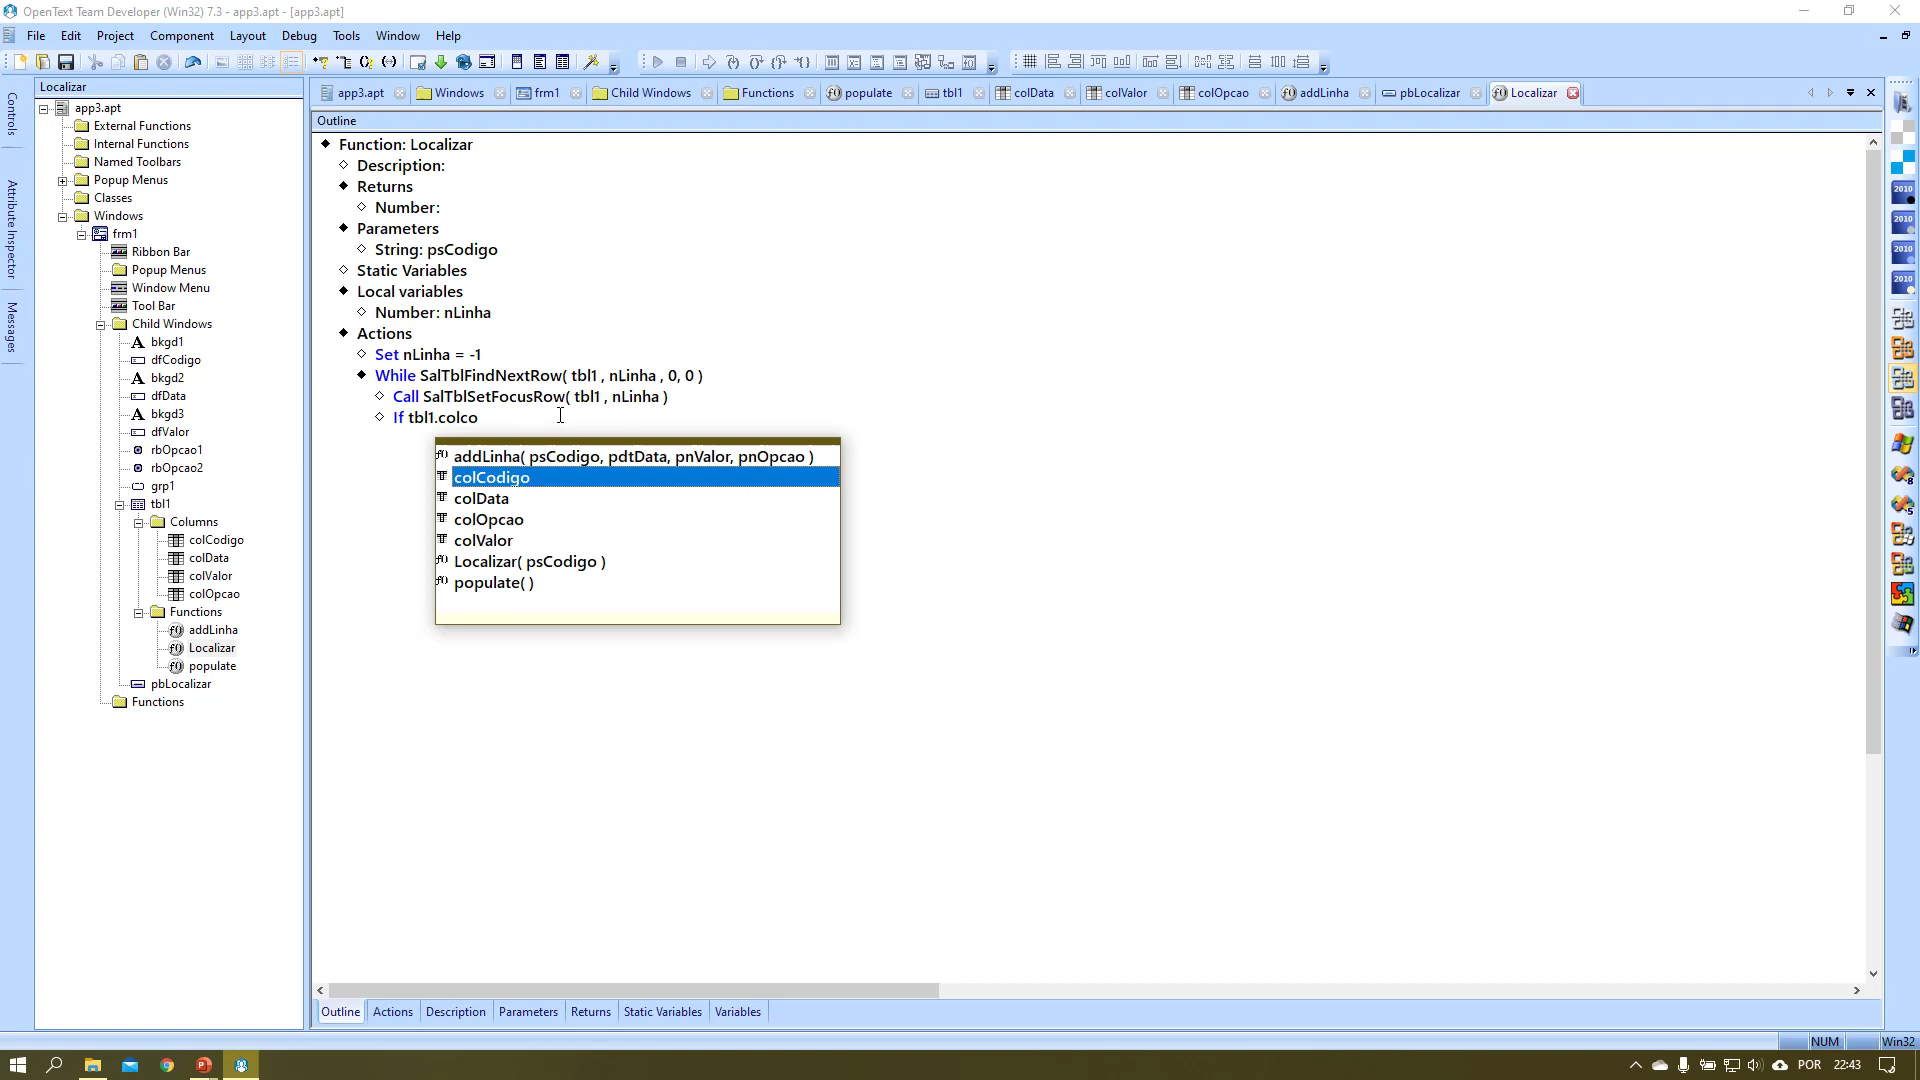 OpenText Team Developer (Win32) 7.3 - app3.apt - [app3.apt]
File Edit Project Component Layout Debug Tools Window Help
Localizar
app3.apt Windows frm1 Child Windows Functions populate tbl1 colData colValor colOpcao addLinha pbLocalizar Localizar
Controls
Attribute Inspector
Messages
app3.apt
External Functions
Internal Functions
Named Toolbars
Popup Menus
Classes
Windows
frm1
Ribbon Bar
Popup Menus
Window Menu
Tool Bar
Child Windows
bkgd1
dfCodigo
bkgd2
dfData
bkgd3
dfValor
rbOpcao1
rbOpcao2
grp1
tbl1
Columns
colCodigo
colData
colValor
colOpcao
Functions
addLinha
Localizar
populate
pbLocalizar
Functions
Outline
Function: Localizar
Description:
Returns
Number:
Parameters
String: psCodigo
Static Variables
Local variables
Number: nLinha
Actions
Set nLinha = -1
While SalTblFindNextRow( tbl1 , nLinha , 0, 0 )
Call SalTblSetFocusRow( tbl1 , nLinha )
If tbl1.colco
addLinha( psCodigo, pdtData, pnValor, pnOpcao )
colCodigo
colData
colOpcao
colValor
Localizar( psCodigo )
populate( )
Outline Actions Description Parameters Returns Static Variables Variables
2010
2010
2010
2010
NUM Win32
POR 22:43